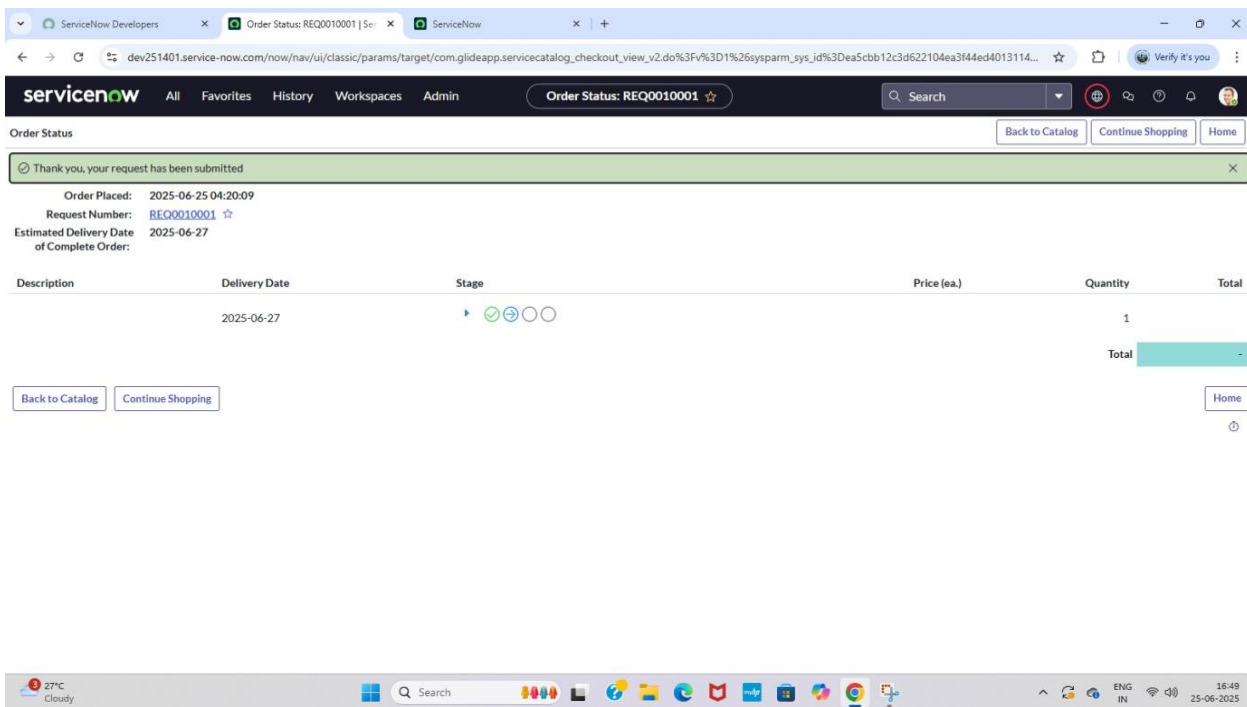 ServiceNow Developers
Order Status: REQ0010001 | Ser
ServiceNow
dev251401.service-now.com/now/nav/ui/classic/params/target/com.glideapp.servicecatalog_checkout_view_v2.do%3Fv%3D1%26sysparm_sys_id%3Dea5cbb12c3d622104ea3f44ed4013114...
Verify it's you
servicenow All Favorites History Workspaces Admin Order Status: REQ0010001 Search
Order Status Back to Catalog Continue Shopping Home
Thank you, your request has been submitted
Order Placed: 2025-06-25 04:20:09
Request Number: REQ0010001
Estimated Delivery Date 2025-06-27
of Complete Order:
Description Delivery Date Stage Price (ea.) Quantity Total
2025-06-27 1
Total -
Back to Catalog Continue Shopping Home
3 27°C
Cloudy
Search
ENG
IN
16:49
25-06-2025